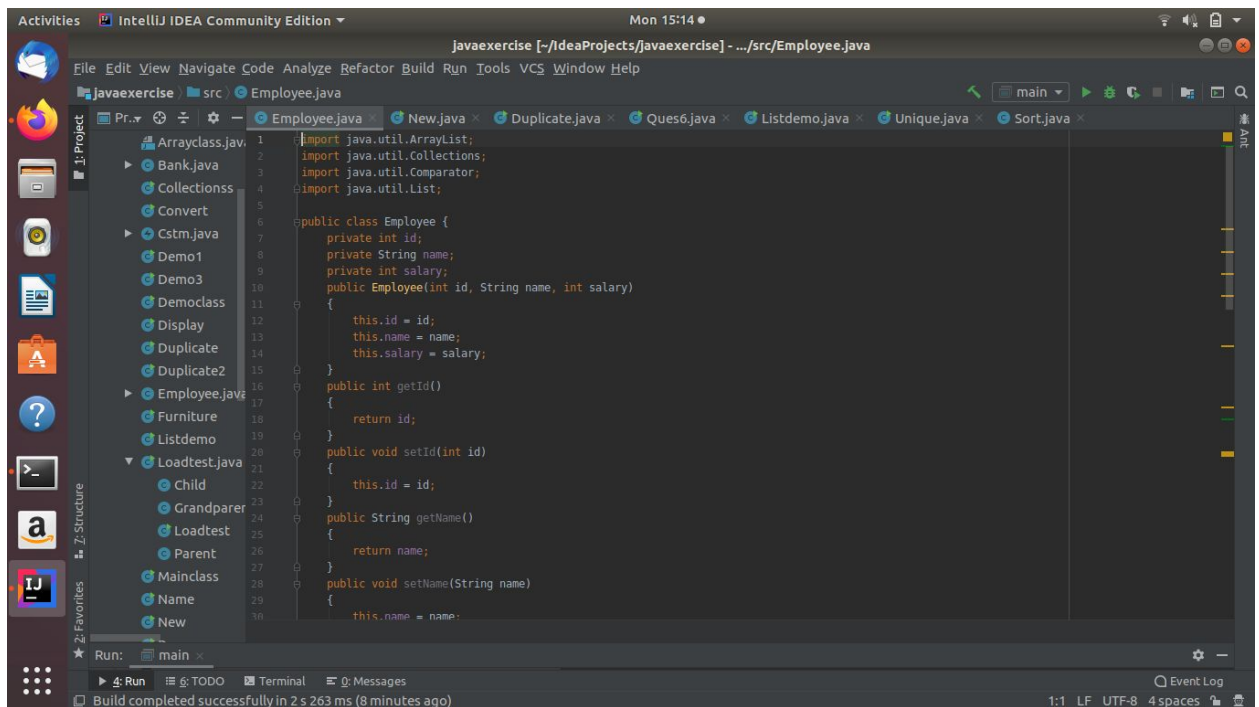 Activities IntelliJ IDEA Community Edition Mon 15:14
javaexercise [~/IdeaProjects/javaexercise] - .../src/Employee.java
File Edit View Navigate Code Analyze Refactor Build Run Tools VCS Window Help
javaexercise src Employee.java main
Pr.. Employee.java New.java Duplicate.java Ques6.java Listdemo.java Unique.java Sort.java
1: Project
Ant
Arrayclass.jav
Bank.java
Collectionss
Convert
Cstm.java
Demo1
Demo3
Democlass
Display
Duplicate
Duplicate2
Employee.java
Furniture
Listdemo
Loadtest.java
Child
Grandparer
Loadtest
Parent
Mainclass
Name
New
1 import java.util.ArrayList;
2 import java.util.Collections;
3 import java.util.Comparator;
4 import java.util.List;
5
6 public class Employee {
7 private int id;
8 private String name;
9 private int salary;
10 public Employee(int id, String name, int salary)
11 {
12 this.id = id;
13 this.name = name;
14 this.salary = salary;
15 }
16 public int getId()
17 {
18 return id;
19 }
20 public void setId(int id)
21 {
22 this.id = id;
23 }
24 public String getName()
25 {
26 return name;
27 }
28 public void setName(String name)
29 {
30 this.name = name;
Z: Structure
2: Favorites
Run: main
4: Run 6: TODO Terminal 0: Messages Event Log
Build completed successfully in 2 s 263 ms (8 minutes ago) 1:1 LF UTF-8 4 spaces